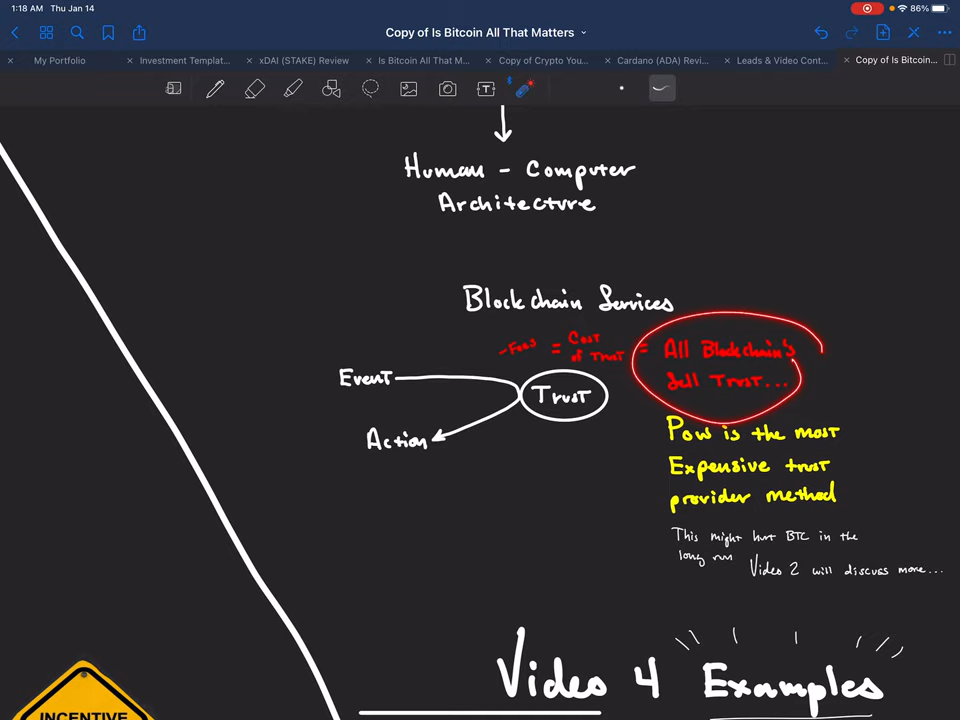 1:18 AM Thu Jan 14
86%
Copy of Is Bitcoin All That Matters
My Portfolio
Investment Templat...
xDAI (STAKE) Review
Is Bitcoin All That M...
Copy of Crypto You...
Cardano (ADA) Revi...
Leads & Video Cont...
Copy of Is Bitcoin...
Human - Computer
Architecture
Blockchain Services
-Fees = Cost of Trust = All Blockchain's
Sell Trust...
Event
Trust
Action
PoW is the most
Expensive trust
provider method
This might hurt BTC in the
long run
Video 2 will discuss more...
Video 4 Examples
INCENTIVE